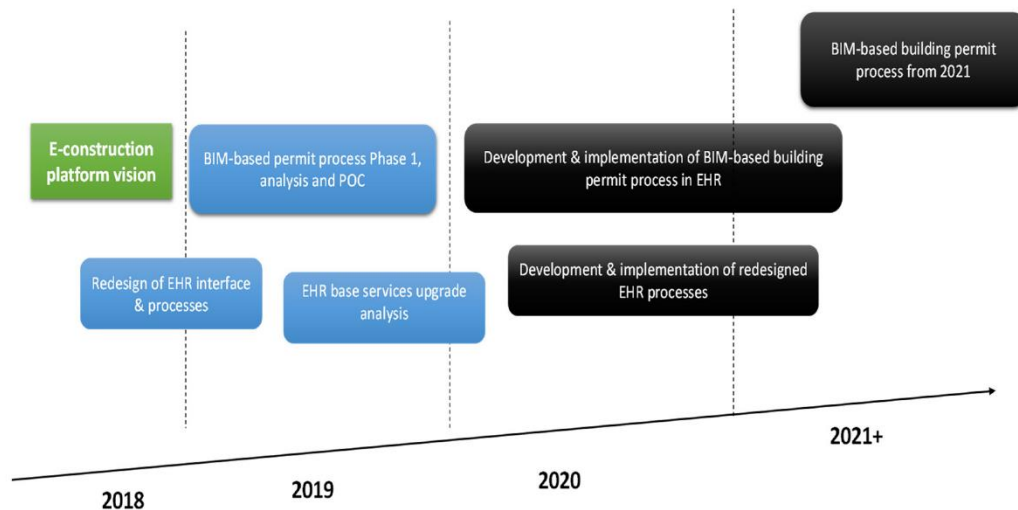 BIM-based building permit
process from 2021
E-construction
platform vision
BIM-based permit process Phase 1,
analysis and POC
Development & implementation of BIM-based building
permit process in EHR
Redesign of EHR interface
& processes
EHR base services upgrade
analysis
Development & implementation of redesigned
EHR processes
2018
2019
2020
2021+